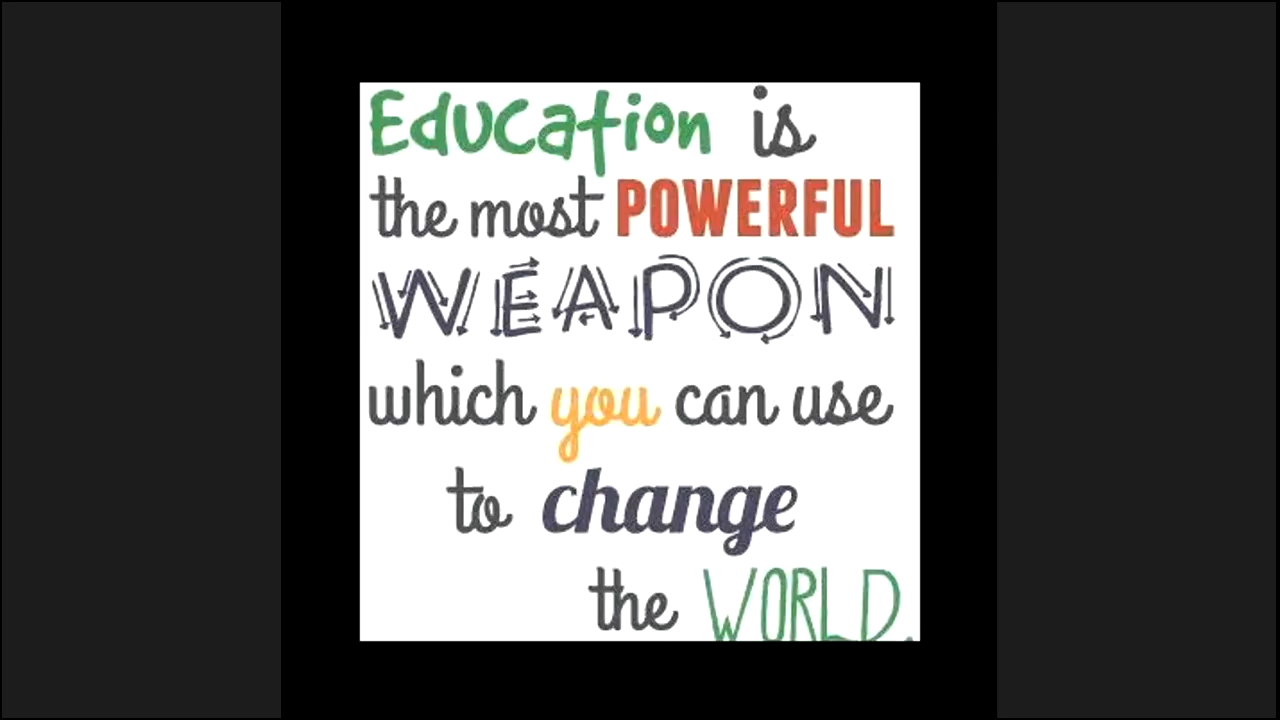 Education is
the most POWERFUL
WEAPON
which you can use
to change
the WORLD.